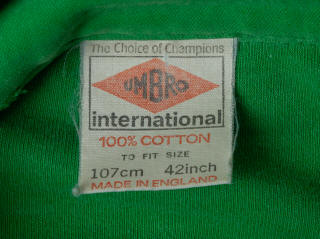 The Choice of Champions
UMBRO
international
100% COTTON
TO FIT SIZE
107cm 42inch
MADE IN ENGLAND